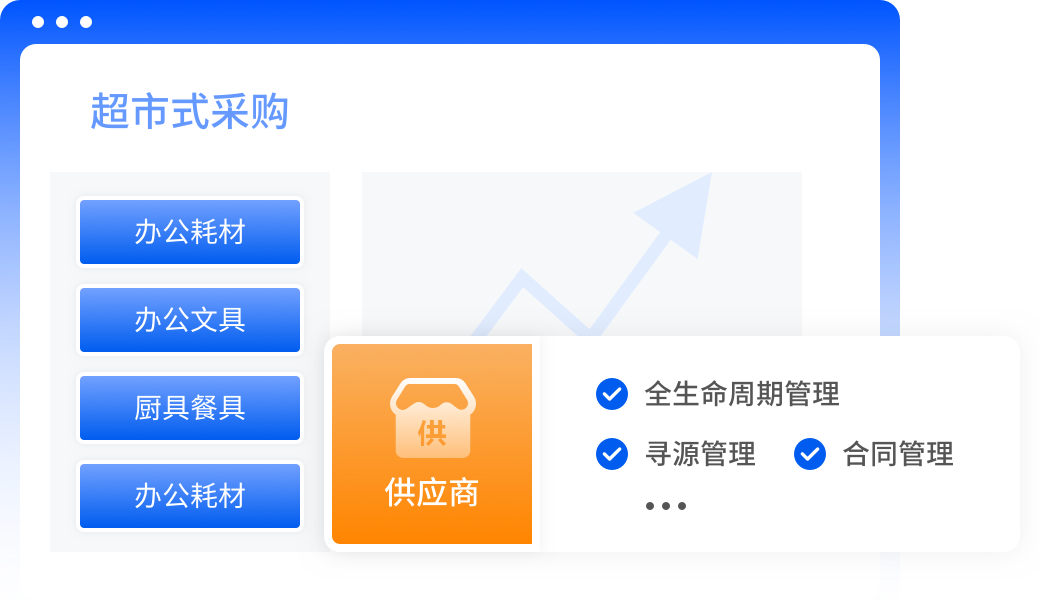 超市式采购
办公耗材
办公文具
厨具餐具
办公耗材
供
供应商
全生命周期管理
寻源管理 合同管理
•••